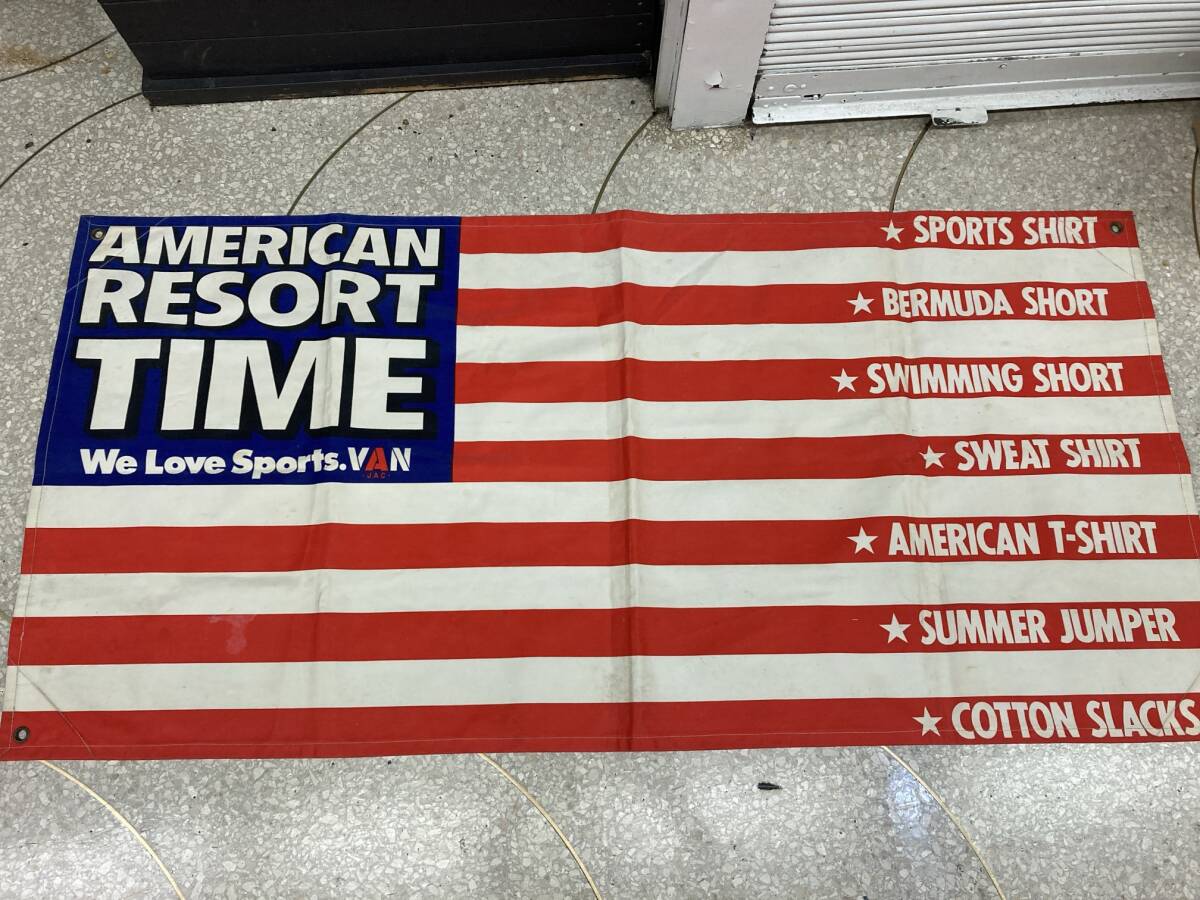 AMERICAN
RESORT
TIME
We Love Sports. VAN
·JAC·
★ SPORTS SHIRT
★ BERMUDA SHORT
★ SWIMMING SHORT
★ SWEAT SHIRT
★ AMERICAN T-SHIRT
★ SUMMER JUMPER
★ COTTON SLACKS